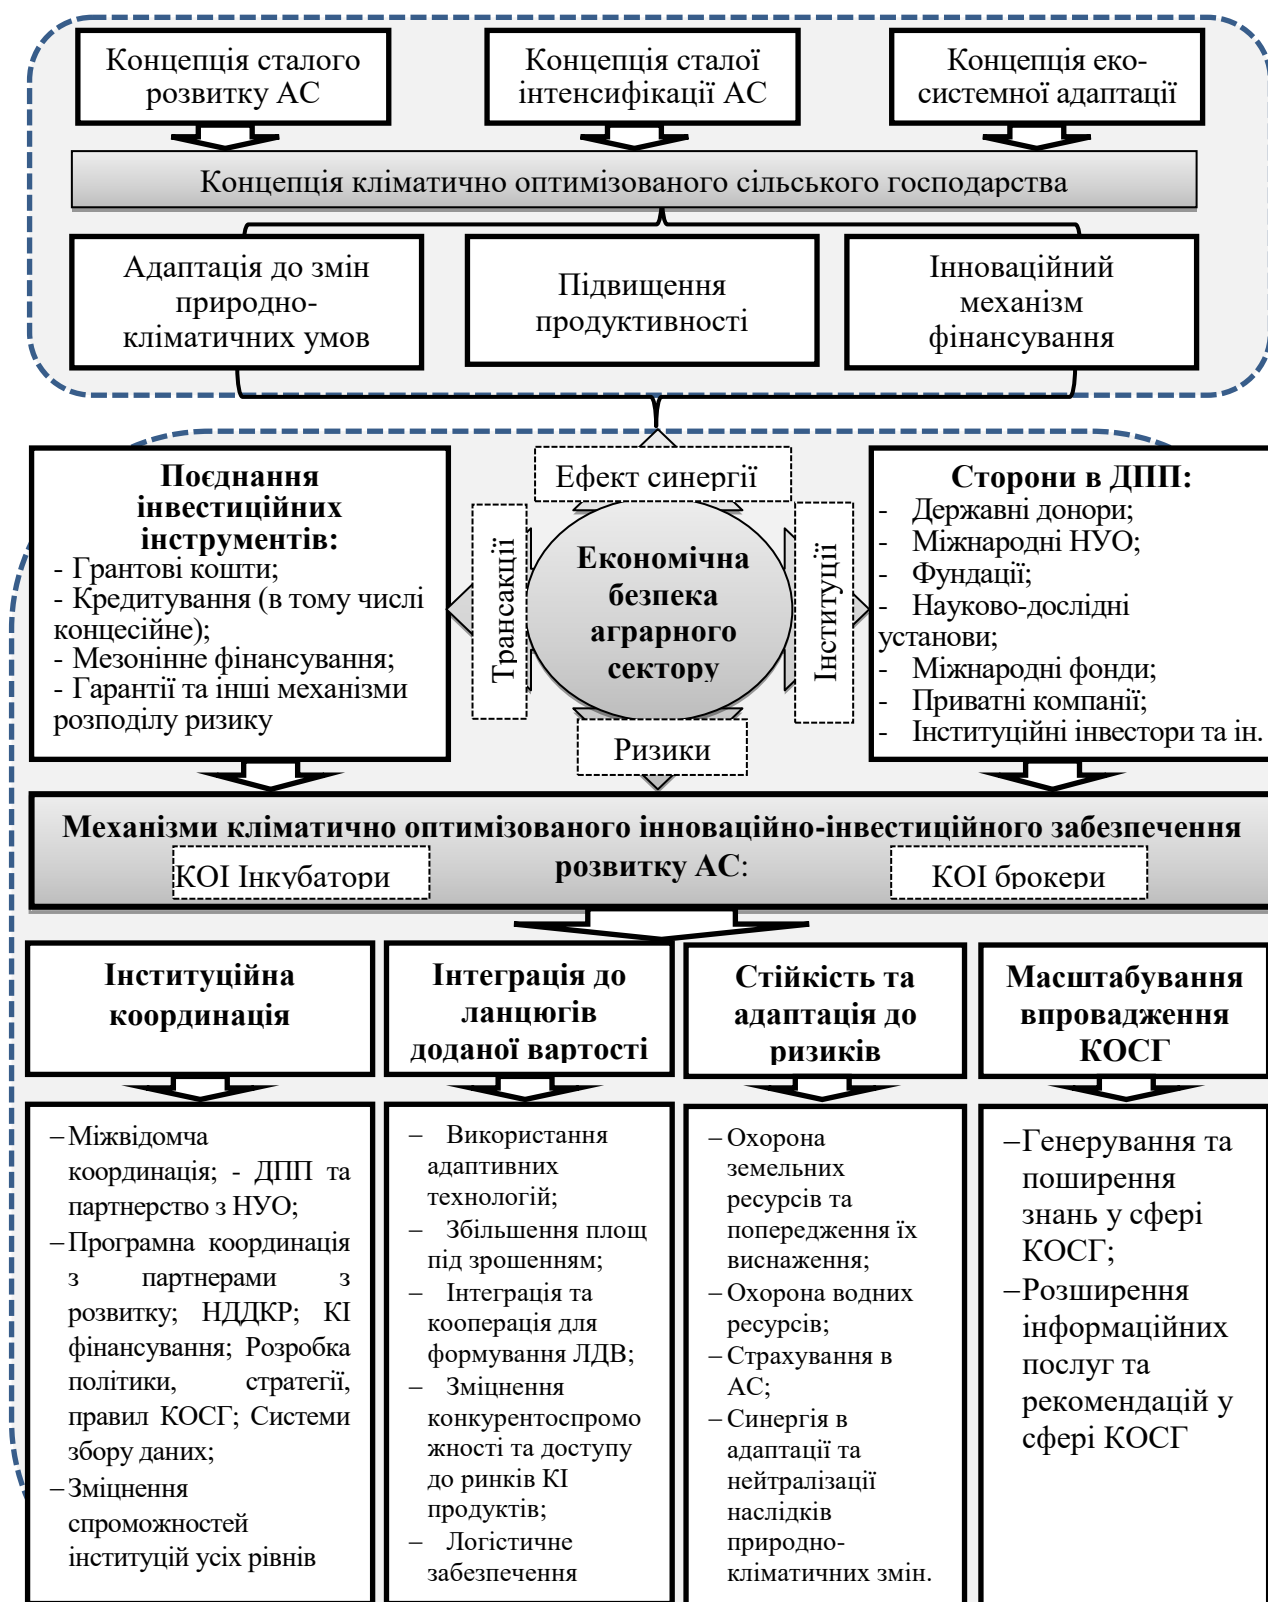 Концепція сталого
розвитку АС
Концепція сталої
інтенсифікації АС
Концепція еко-
системної адаптації
Концепція кліматично оптимізованого сільського господарства
Адаптація до змін
природно-
кліматичних умов
Підвищення
продуктивності
Інноваційний
механізм
фінансування
Поєднання
інвестиційних
інструментів:
- Грантові кошти;
- Кредитування (в тому числі
концесійне);
- Мезонінне фінансування;
- Гарантії та інші механізми
розподілу ризику
Ефект синергії
Трансакції
Економічна
безпека
аграрного
сектору
Інституції
Ризики
Сторони в ДПП:
- Державні донори;
- Міжнародні НУО;
- Фундації;
- Науково-дослідні
установи;
- Міжнародні фонди;
- Приватні компанії;
- Інституційні інвестори та ін.
Механізми кліматично оптимізованого інноваційно-інвестиційного забезпечення
розвитку АС:
КОІ Інкубатори
КОІ брокери
Інституційна
координація
Інтеграція до
ланцюгів
доданої вартості
Стійкість та
адаптація до
ризиків
Масштабування
впровадження
КОСГ
– Міжвідомча
координація; - ДПП та
партнерство з НУО;
– Програмна координація
з партнерами з
розвитку; НДДКР; КІ
фінансування; Розробка
політики, стратегії,
правил КОСГ; Системи
збору даних;
– Зміцнення
спроможностей
інституцій усіх рівнів
– Використання
адаптивних
технологій;
– Збільшення площ
під зрошенням;
– Інтеграція та
кооперація для
формування ЛДВ;
– Зміцнення
конкурентоспромо
жності та доступу
до ринків КІ
продуктів;
– Логістичне
забезпечення
– Охорона
земельних
ресурсів та
попередження їх
виснаження;
– Охорона водних
ресурсів;
– Страхування в
АС;
– Синергія в
адаптації та
нейтралізації
наслідків
природно-
кліматичних змін.
– Генерування та
поширення
знань у сфері
КОСГ;
– Розширення
інформаційних
послуг та
рекомендацій у
сфері КОСГ